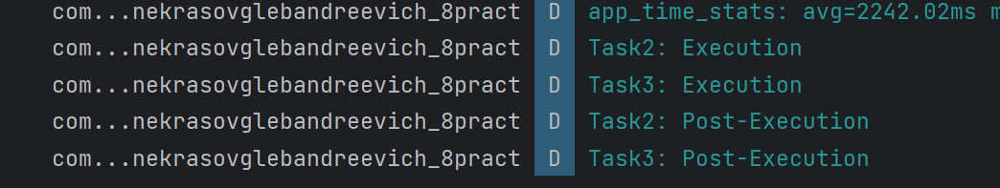 com...nekrasovglebandreevich_8pract D app_time_stats: avg=2242.02ms m
com...nekrasovglebandreevich_8pract D Task2: Execution
com...nekrasovglebandreevich_8pract D Task3: Execution
com...nekrasovglebandreevich_8pract D Task2: Post-Execution
com...nekrasovglebandreevich_8pract D Task3: Post-Execution